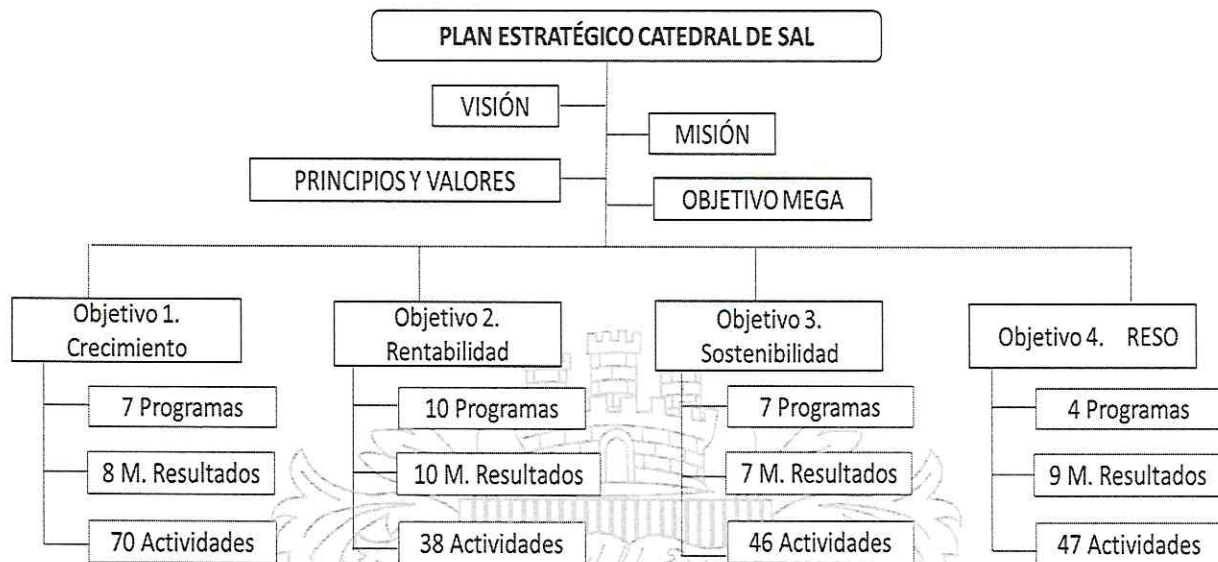 PLAN ESTRATÉGICO CATEDRAL DE SAL
VISIÓN
MISIÓN
PRINCIPIOS Y VALORES
OBJETIVO MEGA
Objetivo 1.
Crecimiento
7 Programas
8 M. Resultados
70 Actividades
Objetivo 2.
Rentabilidad
10 Programas
10 M. Resultados
38 Actividades
Objetivo 3.
Sostenibilidad
7 Programas
7 M. Resultados
46 Actividades
Objetivo 4. RESO
4 Programas
9 M. Resultados
47 Actividades